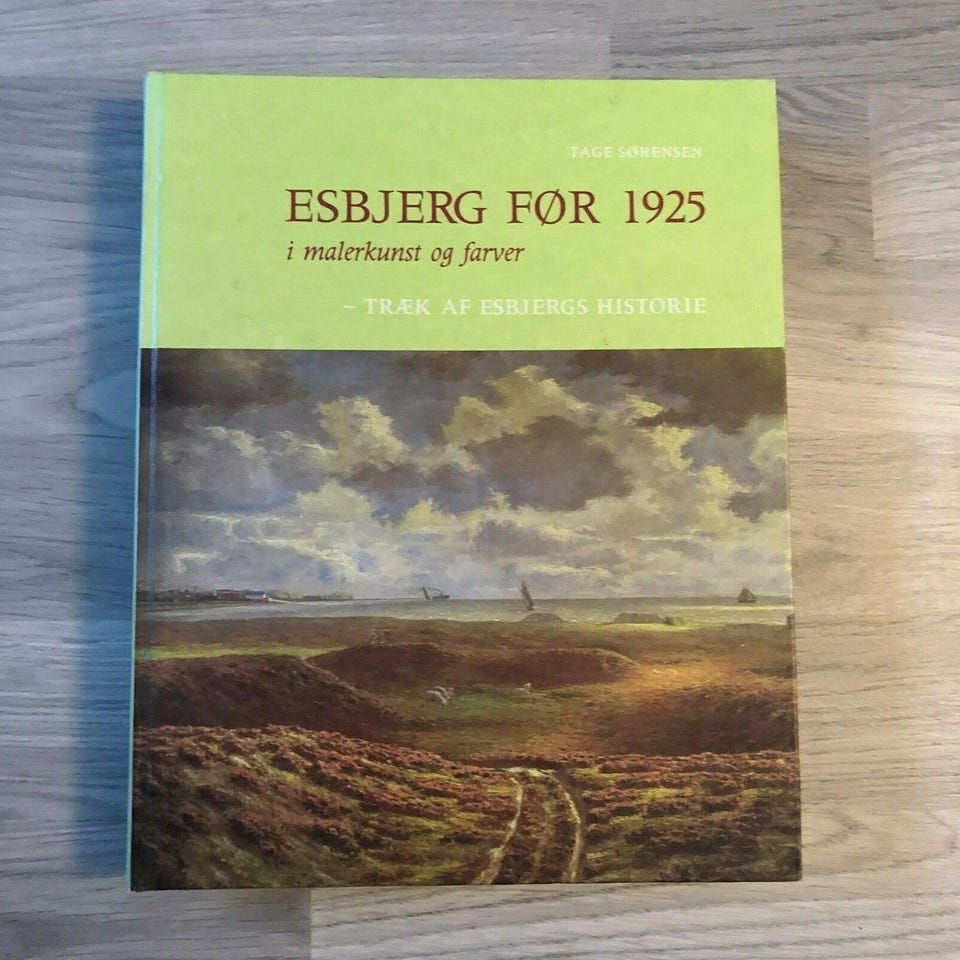 TAGE SØRENSEN
ESBJERG FØR 1925
i malerkunst og farver
– TRÆK AF ESBJERGS HISTORIE